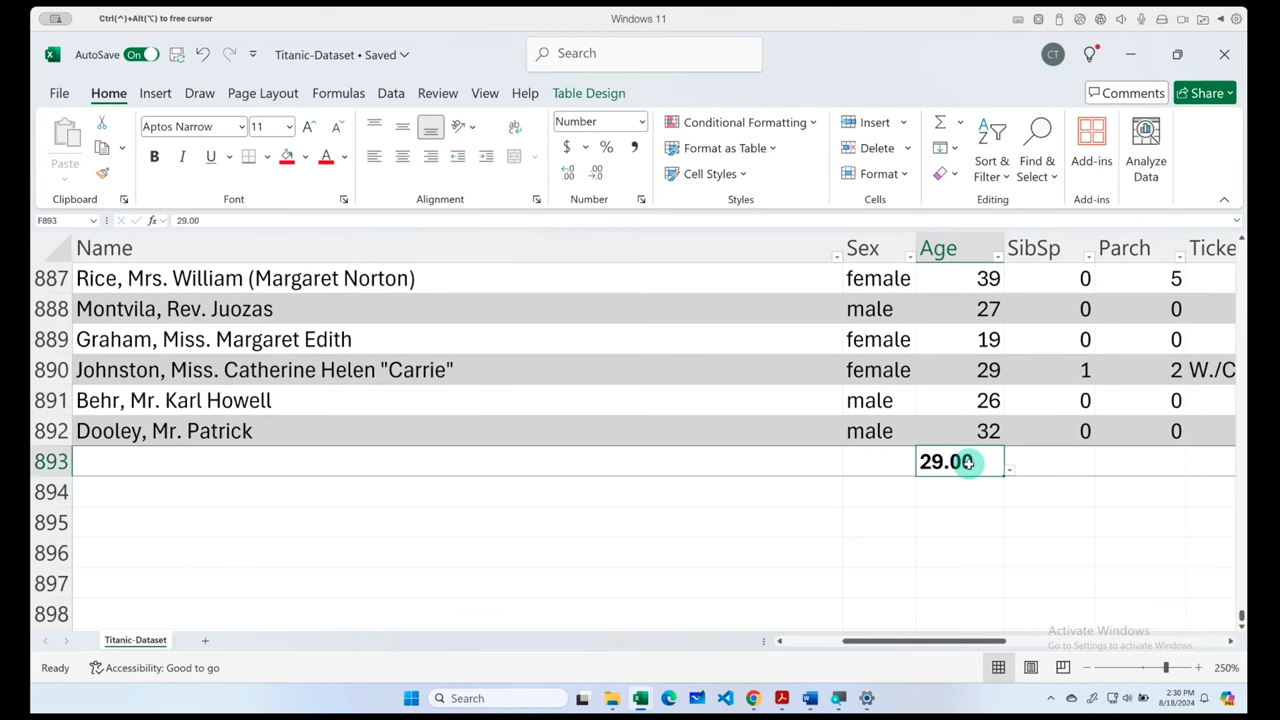 Ctrl(^)+Alt(⌥) to free cursor
Windows 11
AutoSave On
Titanic-Dataset • Saved
Search
CT
File Home Insert Draw Page Layout Formulas Data Review View Help Table Design
Comments
Share
Paste
Clipboard
Aptos Narrow 11
B I U A
Font
Alignment
Number
$ % ,
Number
Conditional Formatting
Format as Table
Cell Styles
Styles
Insert
Delete
Format
Cells
Sort & Filter
Find & Select
Editing
Add-ins
Add-ins
Analyze Data
F893 fx 29.00
Name Sex Age SibSp Parch Ticke
887 Rice, Mrs. William (Margaret Norton) female 39 0 5
888 Montvila, Rev. Juozas male 27 0 0
889 Graham, Miss. Margaret Edith female 19 0 0
890 Johnston, Miss. Catherine Helen "Carrie" female 29 1 2 W./C
891 Behr, Mr. Karl Howell male 26 0 0
892 Dooley, Mr. Patrick male 32 0 0
893 29.00
894
895
896
897
898
Activate Windows
Go to Settings to activate Windows.
Titanic-Dataset
Ready
Accessibility: Good to go
250%
Search
2:30 PM
8/18/2024